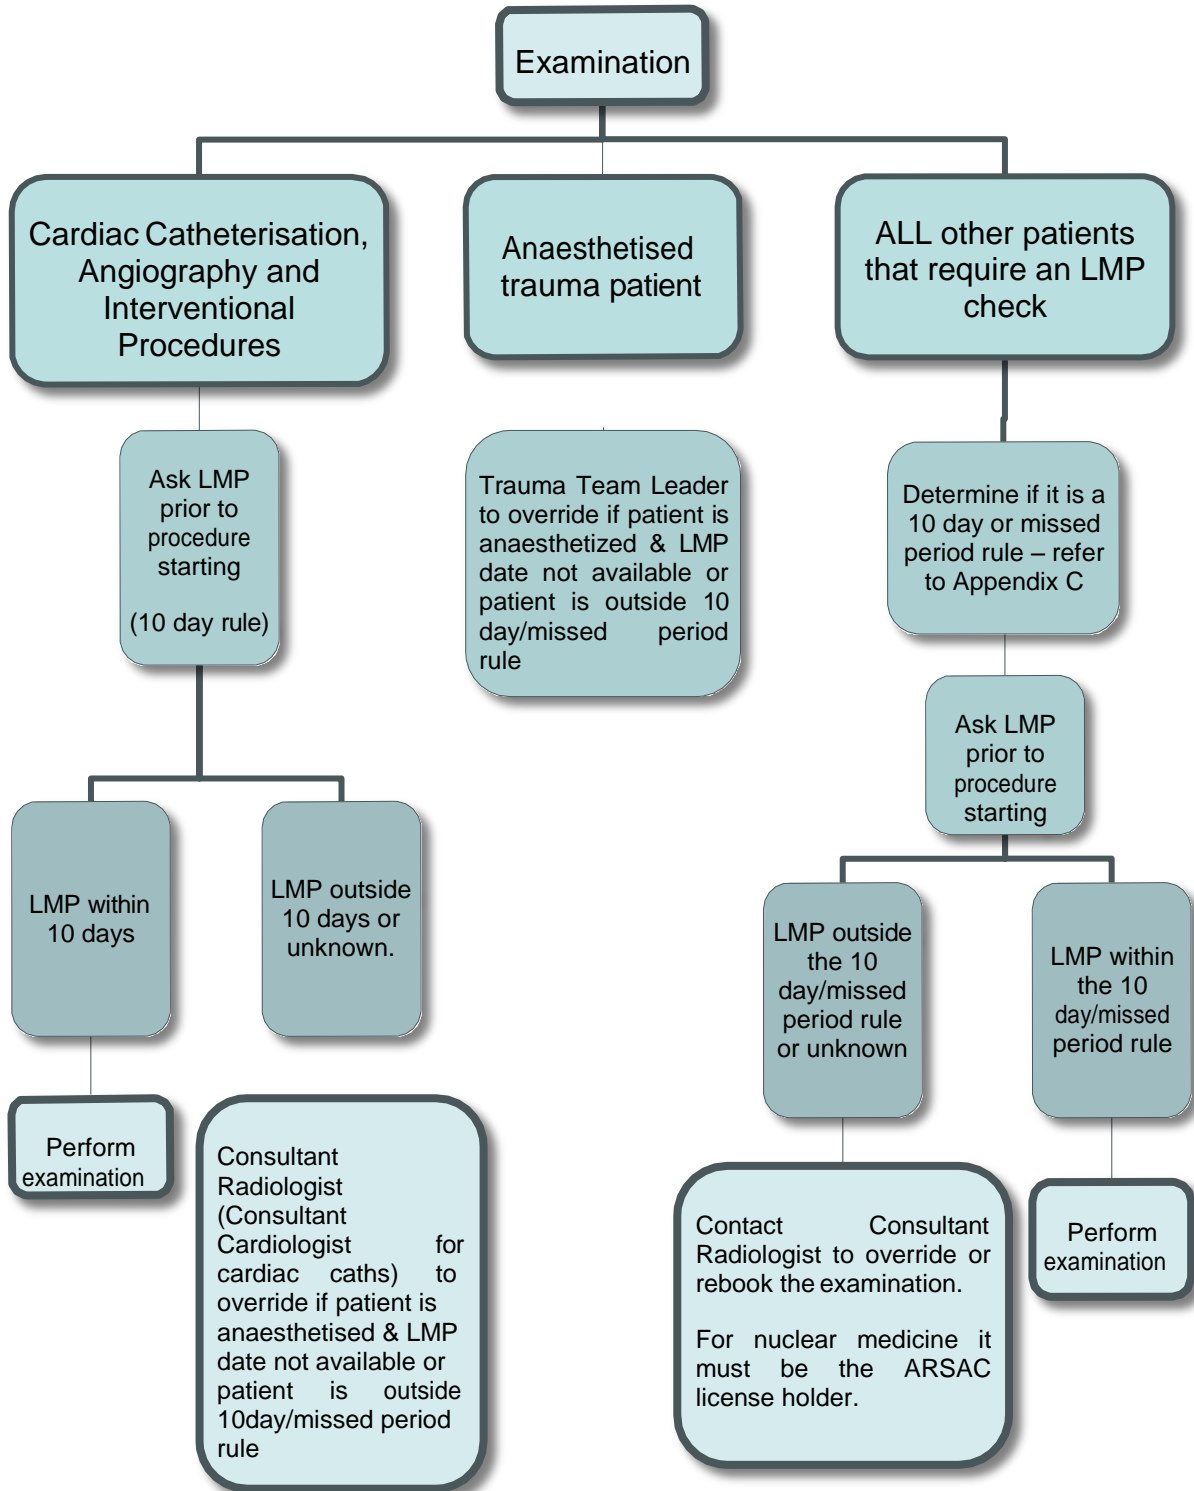 Examination
Cardiac Catheterisation,
Angiography and
Interventional
Procedures
Anaesthetised
trauma patient
ALL other patients
that require an LMP
check
Ask LMP
prior to
procedure
starting
(10 day rule)
Trauma Team Leader
to override if patient is
anaesthetized & LMP
date not available or
patient is outside 10
day/missed period
rule
Determine if it is a
10 day or missed
period rule – refer
to Appendix C
Ask LMP
prior to
procedure
starting
LMP within
10 days
LMP outside
10 days or
unknown.
LMP outside
the 10
day/missed
period rule
or unknown
LMP within
the 10
day/missed
period rule
Perform
examination
Consultant
Radiologist
(Consultant
Cardiologist for
cardiac caths) to
override if patient is
anaesthetised & LMP
date not available or
patient is outside
10day/missed period
rule
Contact Consultant
Radiologist to override or
rebook the examination.
For nuclear medicine it
must be the ARSAC
license holder.
Perform
examination